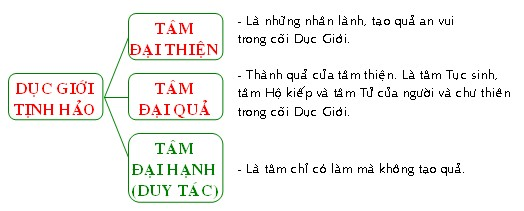 TÂM
ĐẠI THIỆN
- Là những nhân lành, tạo quả an vui
trong cõi Dục Giới.
DỤC GIỚI
TỊNH HẢO
TÂM
ĐẠI QUẢ
- Thành quả của tâm thiện. Là tâm Tục sinh,
tâm Hộ kiếp và tâm Tử của người và chư thiên
trong cõi Dục Giới.
TÂM
ĐẠI HẠNH
(DUY TÁC)
- Là tâm chỉ có làm mà không tạo quả.